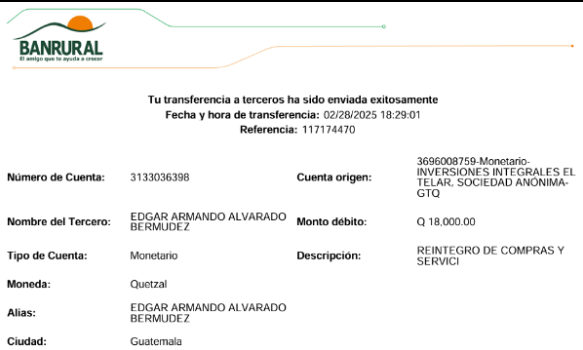 BANRURAL
El amigo que te ayuda a crecer
Tu transferencia a terceros ha sido enviada exitosamente
Fecha y hora de transferencia: 02/28/2025 18:29:01
Referencia: 117174470
Número de Cuenta: 3133036398
Cuenta origen: 3696008759-Monetario-
INVERSIONES INTEGRALES EL
TELAR, SOCIEDAD ANÓNIMA-
GTQ
Nombre del Tercero: EDGAR ARMANDO ALVARADO
BERMUDEZ
Monto débito: Q 18,000.00
Tipo de Cuenta: Monetario
Descripción: REINTEGRO DE COMPRAS Y
SERVICI
Moneda: Quetzal
Alias: EDGAR ARMANDO ALVARADO
BERMUDEZ
Ciudad: Guatemala